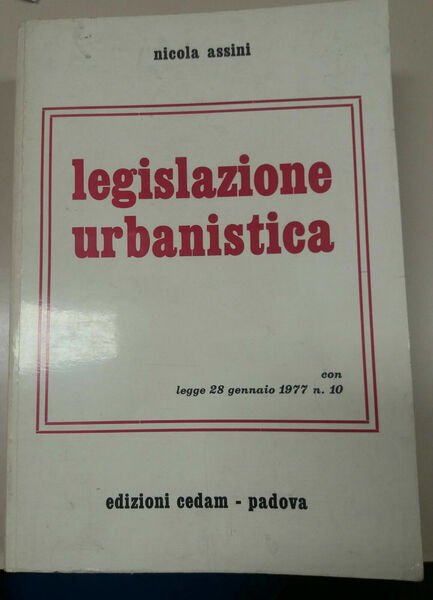 nicola assini
legislazione
urbanistica
con
legge 28 gennaio 1977 n. 10
edizioni cedam - padova